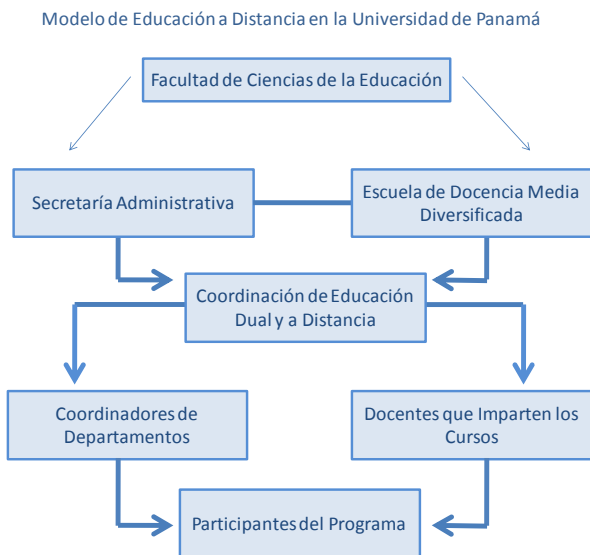 Modelo de Educación a Distancia en la Universidad de Panamá
Facultad de Ciencias de la Educación
Secretaría Administrativa
Escuela de Docencia Media
Diversificada
Coordinación de Educación
Dual y a Distancia
Coordinadores de
Departamentos
Docentes que Imparten los
Cursos
Participantes del Programa